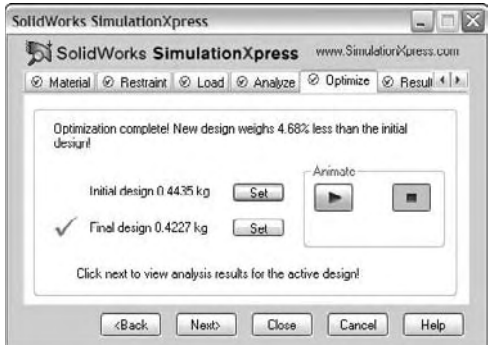 SolidWorks SimulationXpress
SolidWorks SimulationXpress www.SimulationXpress.com
Material Restraint Load Analyze Optimize Result
Optimization complete! New design weighs 4.68% less than the initial
design!
Animate
Initial design 0.4435 kg Set
Final design 0.4227 kg Set
Click next to view analysis results for the active design!
<Back Next> Close Cancel Help